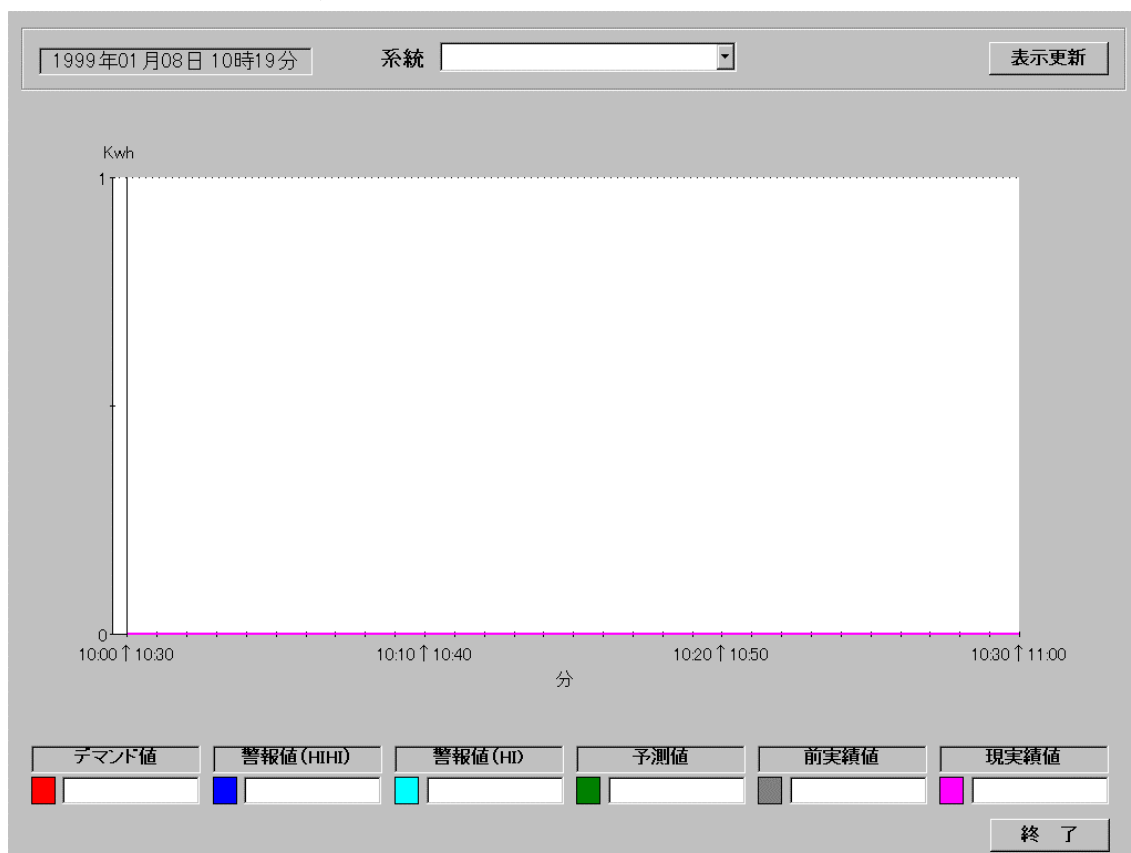 1999年01月08日 10時19分 系統 表示更新
Kwh
1
0
10:00↑10:30 10:10↑10:40 10:20↑10:50 10:30↑11:00
分
デマンド値 警報値(HIHI) 警報値(HI) 予測値 前実績値 現実績値
終 了